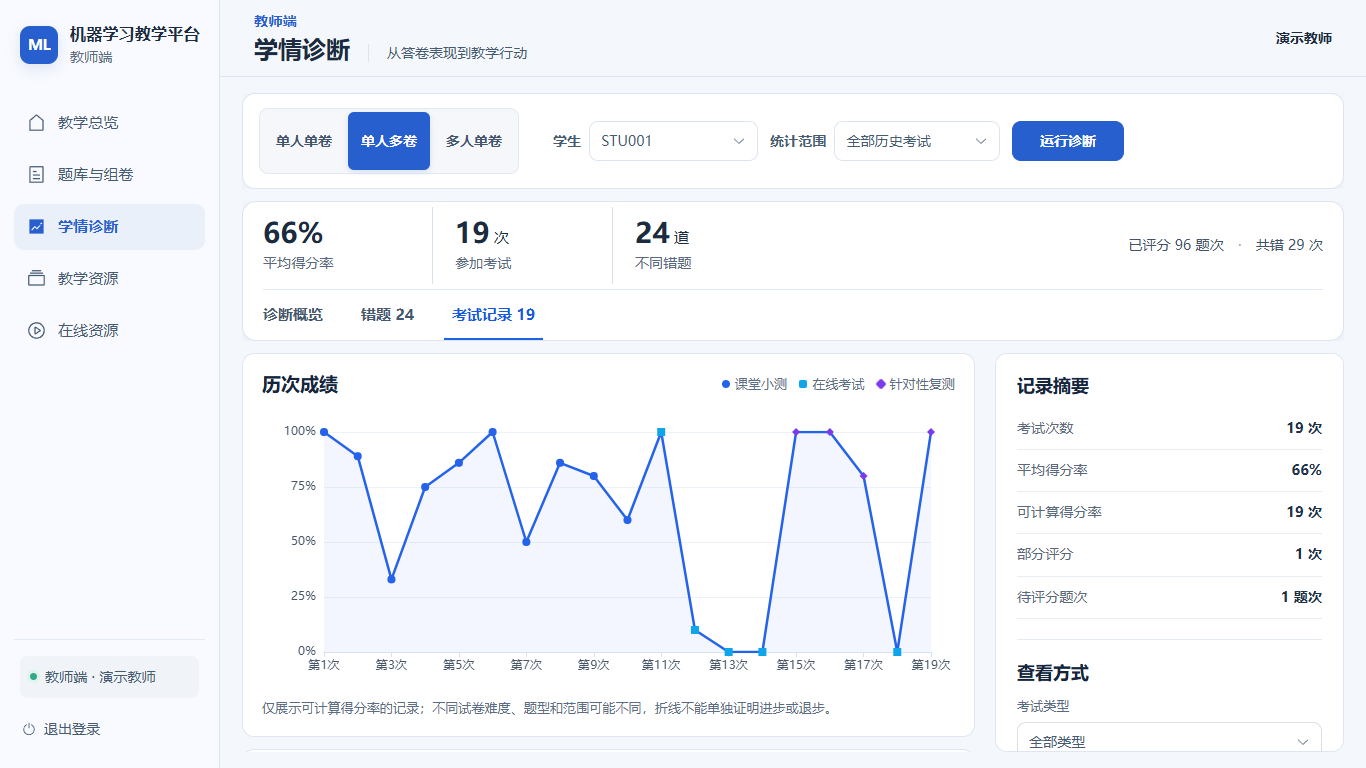 ML
机器学习教学平台
教师端
教学总览
题库与组卷
学情诊断
教学资源
在线资源
教师端 · 演示教师
退出登录
教师端
学情诊断
从答卷表现到教学行动
演示教师
单人单卷 单人多卷 多人单卷 学生 STU001 统计范围 全部历史考试 运行诊断
66% 19 次 24 道
平均得分率 参加考试 不同错题
已评分 96 题次 · 共错 29 次
诊断概览 错题 24 考试记录 19
历次成绩
课堂小测 在线考试 针对性复测
100%
75%
50%
25%
0%
第1次 第3次 第5次 第7次 第9次 第11次 第13次 第15次 第17次 第19次
仅展示可计算得分率的记录；不同试卷难度、题型和范围可能不同，折线不能单独证明进步或退步。
记录摘要
考试次数 19 次
平均得分率 66%
可计算得分率 19 次
部分评分 1 次
待评分题次 1 题次
查看方式
考试类型
全部类型